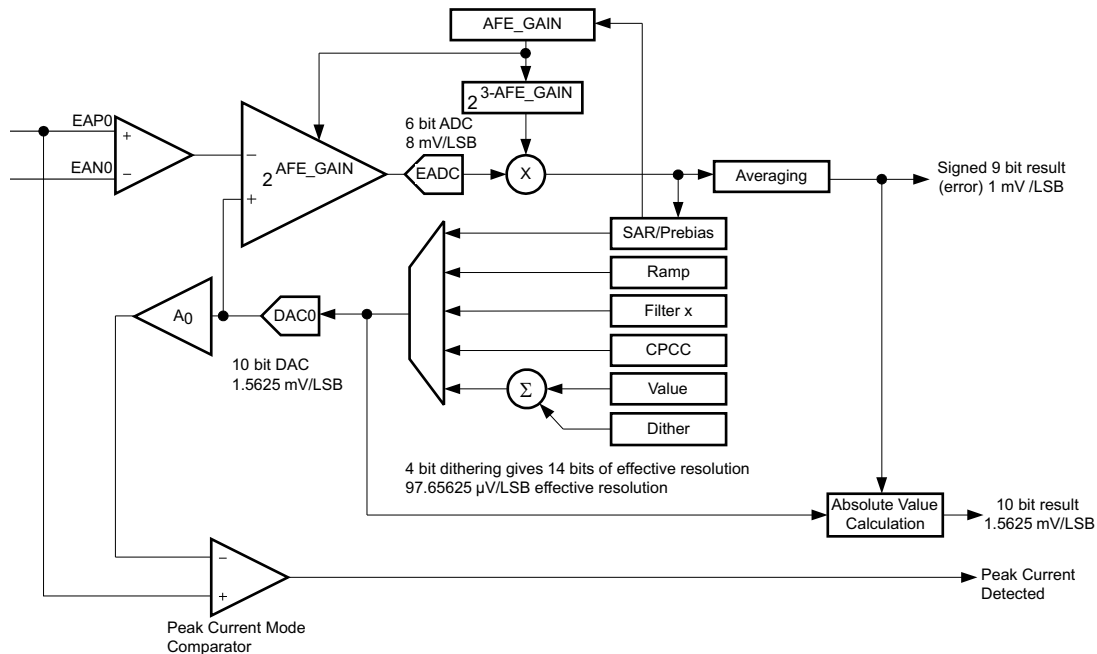 AFE_GAIN
2 3-AFE_GAIN
6 bit ADC
8 mV/LSB
EAP0
+
EAN0
−
−
2 AFE_GAIN
+
EADC
X
Averaging
Signed 9 bit result
(error) 1 mV /LSB
SAR/Prebias
Ramp
Filter x
CPCC
Value
Dither
Σ
A0
DAC0
10 bit DAC
1.5625 mV/LSB
4 bit dithering gives 14 bits of effective resolution
97.65625 μV/LSB effective resolution
Absolute Value
Calculation
10 bit result
1.5625 mV/LSB
−
+
Peak Current
Detected
Peak Current Mode
Comparator